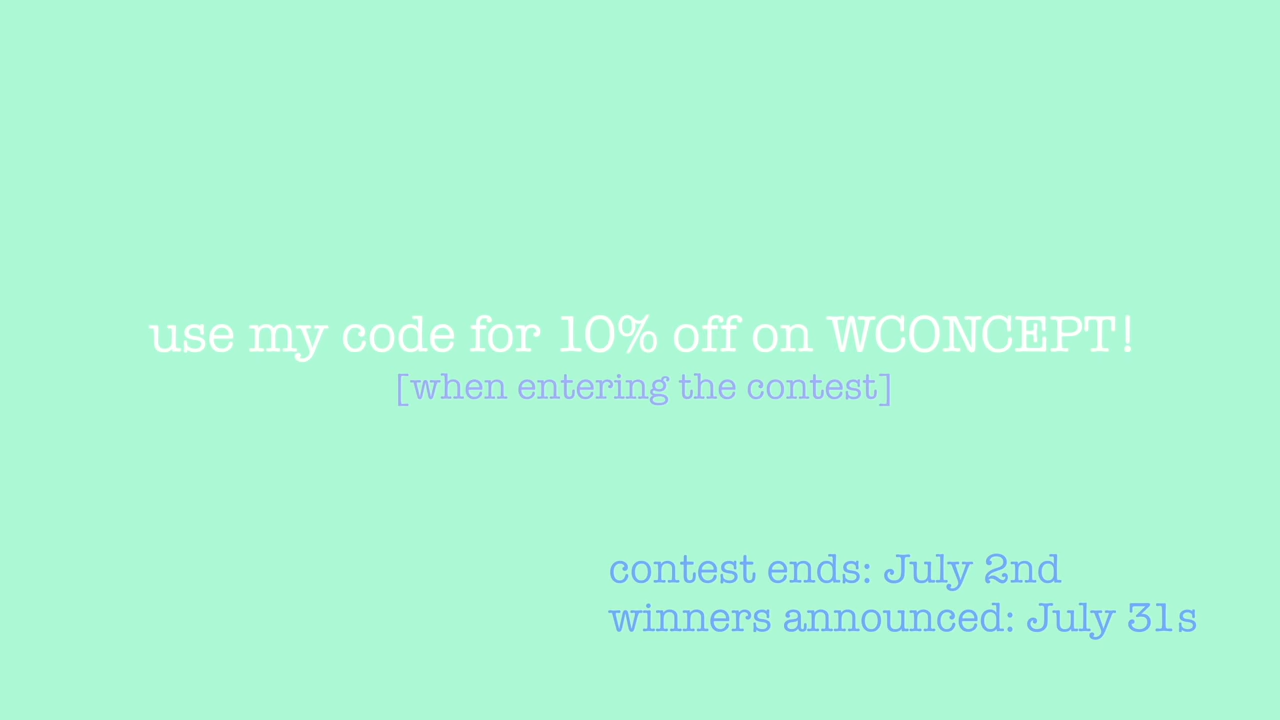 use my code for 10% off on WCONCEPT!
[when entering the contest]
contest ends: July 2nd
winners announced: July 31s